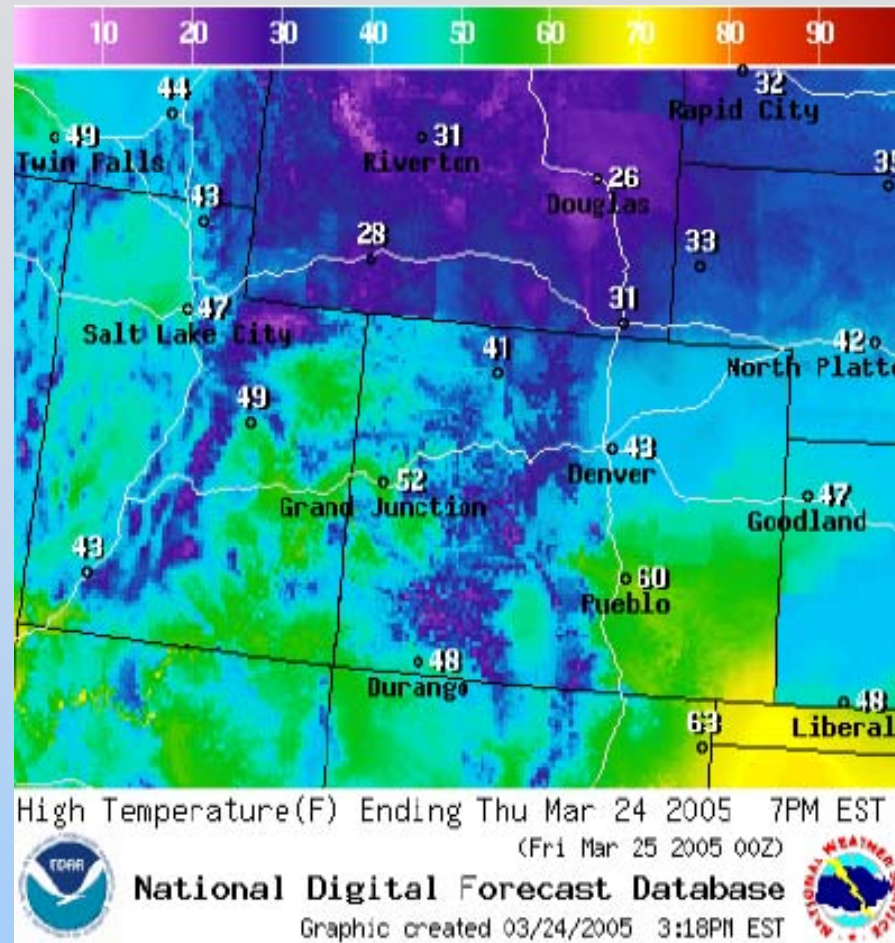 10 20 30 40 50 60 70 80 90
44
32
Rapid City
49
Twin Falls
31
Riverton
26
Douglas
43
28
33
47
Salt Lake City
31
42
North Platte
41
49
43
Denver
52
Grand Junction
47
Goodland
43
60
Pueblo
48
Durango
48
Liberal
63
High Temperature(F) Ending Thu Mar 24 2005 7PM EST
(Fri Mar 25 2005 00Z)
National Digital Forecast Database
Graphic created 03/24/2005 3:18PM EST
NOAA
NATIONAL WEATHER